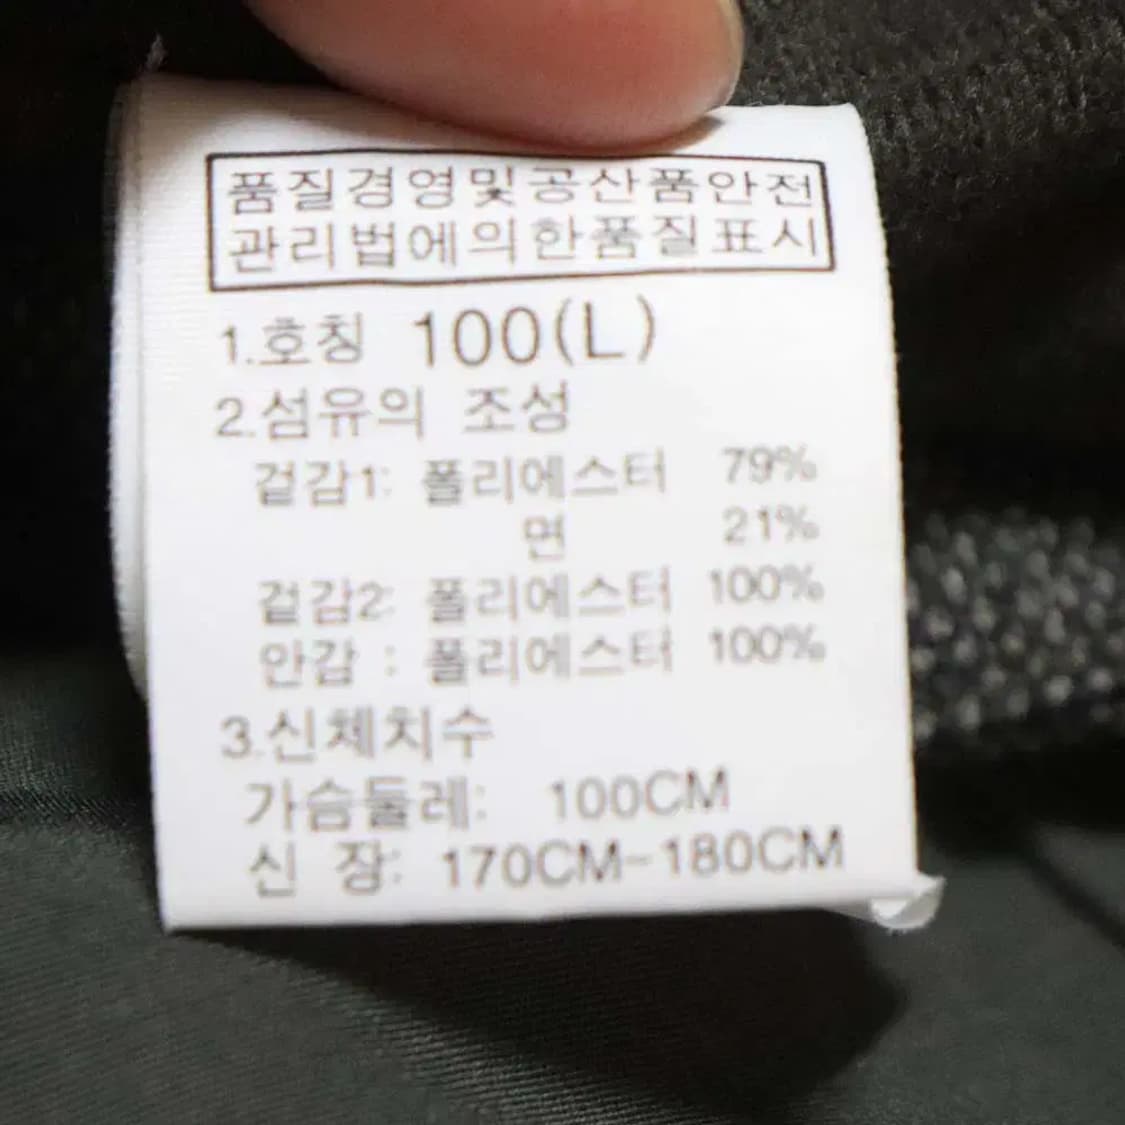 품질경영및공산품안전
관리법에의한품질표시
1.호칭 100(L)
2.섬유의 조성
겉감1: 폴리에스터 79%
면 21%
겉감2: 폴리에스터 100%
안감 : 폴리에스터 100%
3.신체치수
가슴둘레: 100CM
신 장: 170CM-180CM